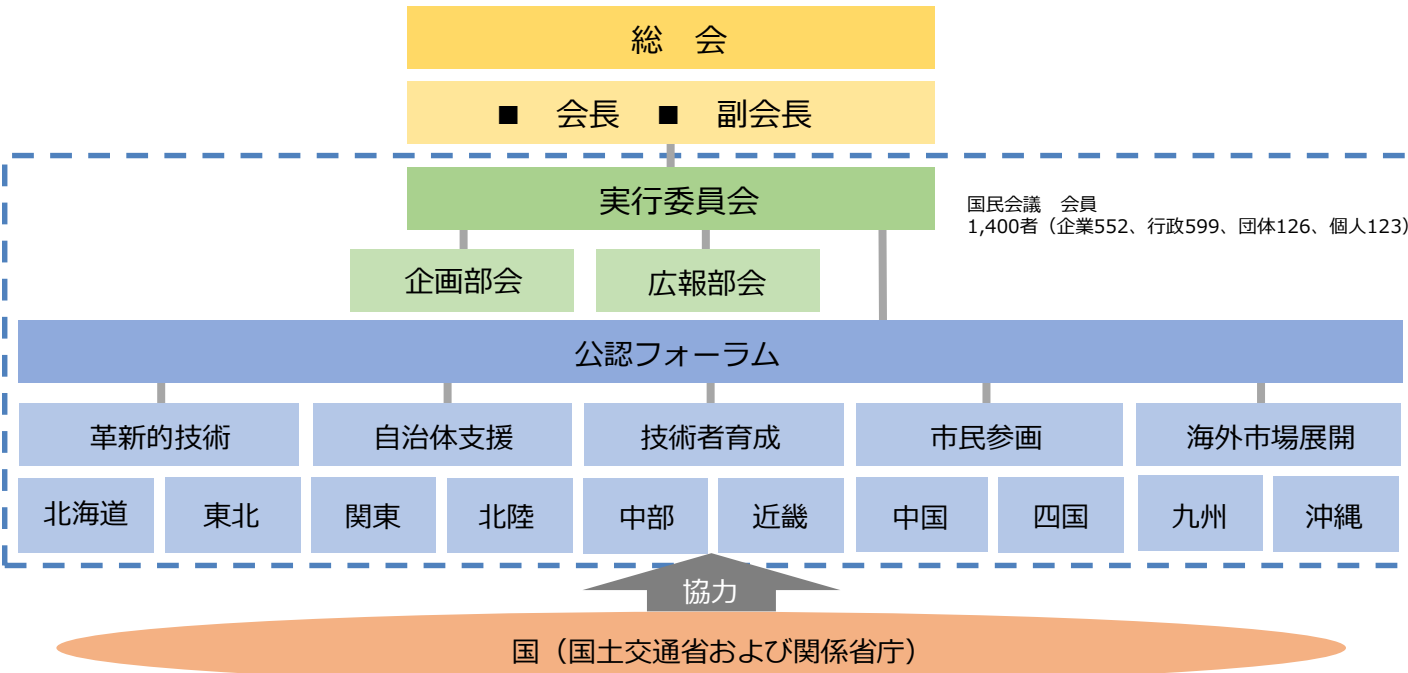 総　会
■　会長　■　副会長
実行委員会
国民会議　会員
1,400者（企業552、行政599、団体126、個人123）
企画部会
広報部会
公認フォーラム
革新的技術
自治体支援
技術者育成
市民参画
海外市場展開
北海道
東北
関東
北陸
中部
近畿
中国
四国
九州
沖縄
協力
国（国土交通省および関係省庁）